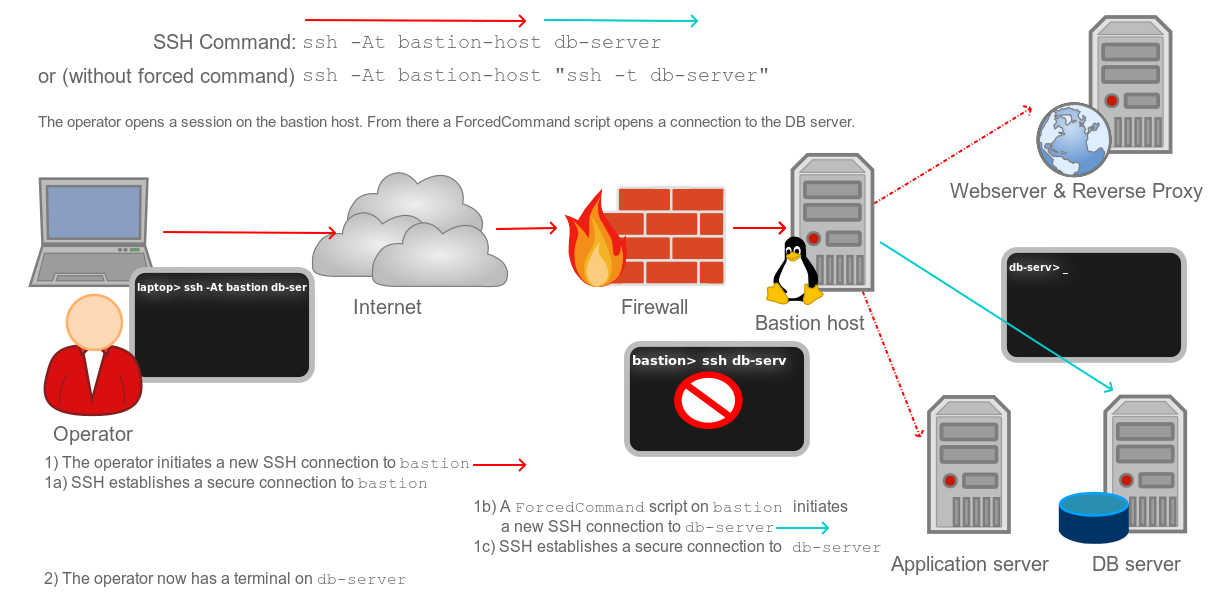 SSH Command: ssh -At bastion-host db-server
or (without forced command) ssh -At bastion-host "ssh -t db-server"
The operator opens a session on the bastion host. From there a ForcedCommand script opens a connection to the DB server.
Webserver & Reverse Proxy
laptop> ssh -At bastion db-ser
Internet
Firewall
Bastion host
db-serv> _
bastion> ssh db-serv
Operator
1) The operator initiates a new SSH connection to bastion
1a) SSH establishes a secure connection to bastion
1b) A ForcedCommand script on bastion initiates
a new SSH connection to db-server
1c) SSH establishes a secure connection to db-server
Application server
DB server
2) The operator now has a terminal on db-server